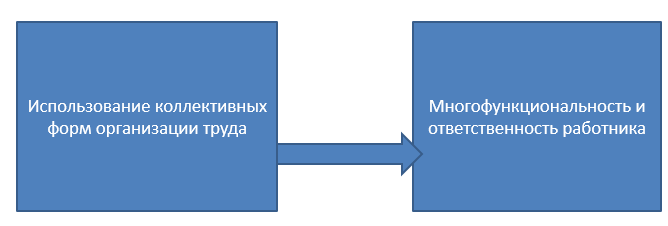 Использование коллективных
форм организации труда
Многофункциональность и
ответственность работника